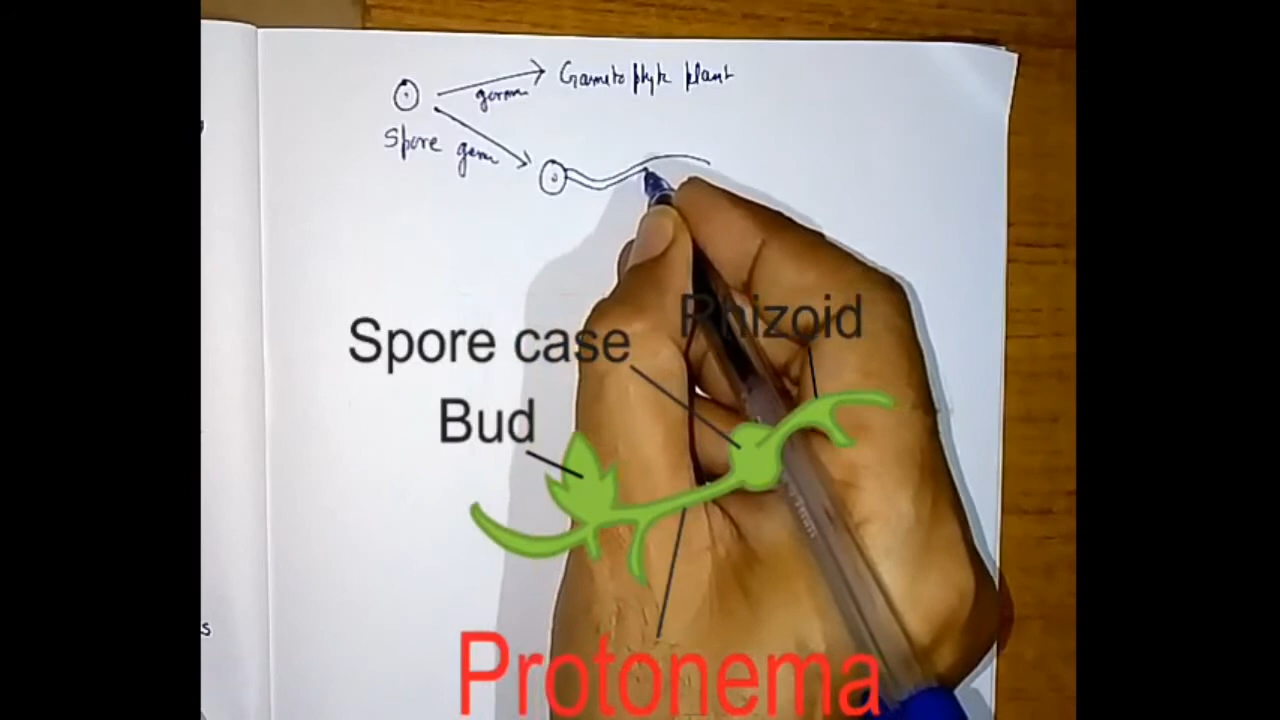 Gametophyte plant
germ
Spore germ
Spore case
Rhizoid
Bud
Protonema
s